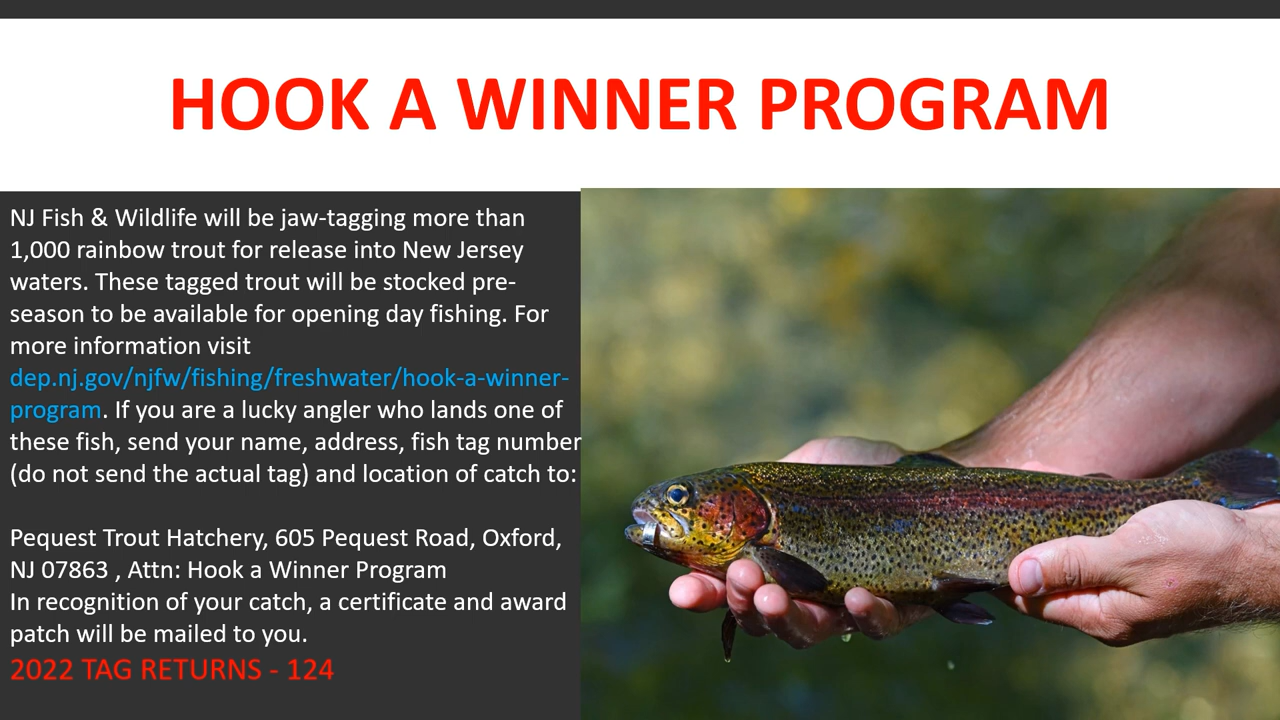 HOOK A WINNER PROGRAM
NJ Fish & Wildlife will be jaw-tagging more than
1,000 rainbow trout for release into New Jersey
waters. These tagged trout will be stocked pre-
season to be available for opening day fishing. For
more information visit
dep.nj.gov/njfw/fishing/freshwater/hook-a-winner-
program. If you are a lucky angler who lands one of
these fish, send your name, address, fish tag number
(do not send the actual tag) and location of catch to:
Pequest Trout Hatchery, 605 Pequest Road, Oxford,
NJ 07863 , Attn: Hook a Winner Program
In recognition of your catch, a certificate and award
patch will be mailed to you.
2022 TAG RETURNS - 124